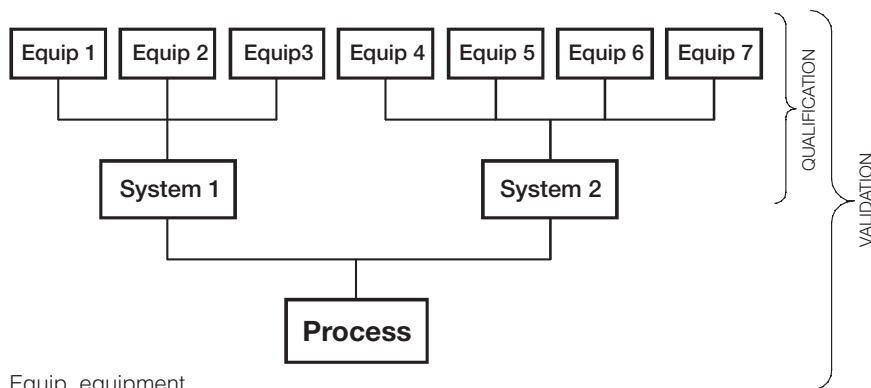 Equip 1 Equip 2 Equip3 Equip 4 Equip 5 Equip 6 Equip 7
QUALIFICATION
System 1 System 2
VALIDATION
Process
Equip, equipment